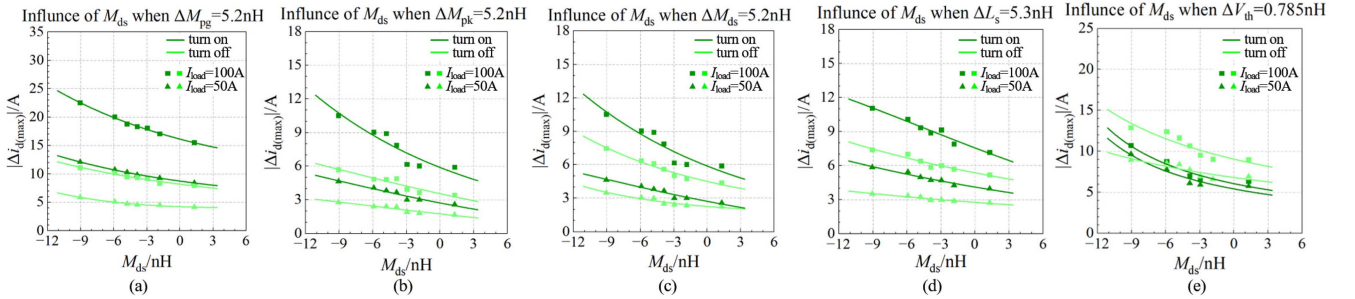 Influnce of Mds when ΔMpg=5.2nH
35
30
25
20
15
10
5
0
|Δid(max)|/A
turn on
turn off
Iload=100A
Iload=50A
−12 −9 −6 −3 0 3 6
Mds/nH
(a)
Influnce of Mds when ΔMpk=5.2nH
18
15
12
9
6
3
0
|Δid(max)|/A
turn on
turn off
Iload=100A
Iload=50A
−12 −9 −6 −3 0 3 6
Mds/nH
(b)
Influnce of Mds when ΔMds=5.2nH
18
15
12
9
6
3
0
|Δid(max)|/A
turn on
turn off
Iload=100A
Iload=50A
−12 −9 −6 −3 0 3 6
Mds/nH
(c)
Influnce of Mds when ΔLs=5.3nH
18
15
12
9
6
3
0
|Δid(max)|/A
turn on
turn off
Iload=100A
Iload=50A
−12 −9 −6 −3 0 3 6
Mds/nH
(d)
Influnce of Mds when ΔVth=0.785nH
25
20
15
10
5
0
|Δid(max)|/A
turn on
turn off
Iload=100A
Iload=50A
−12 −9 −6 −3 0 3 6
Mds/nH
(e)